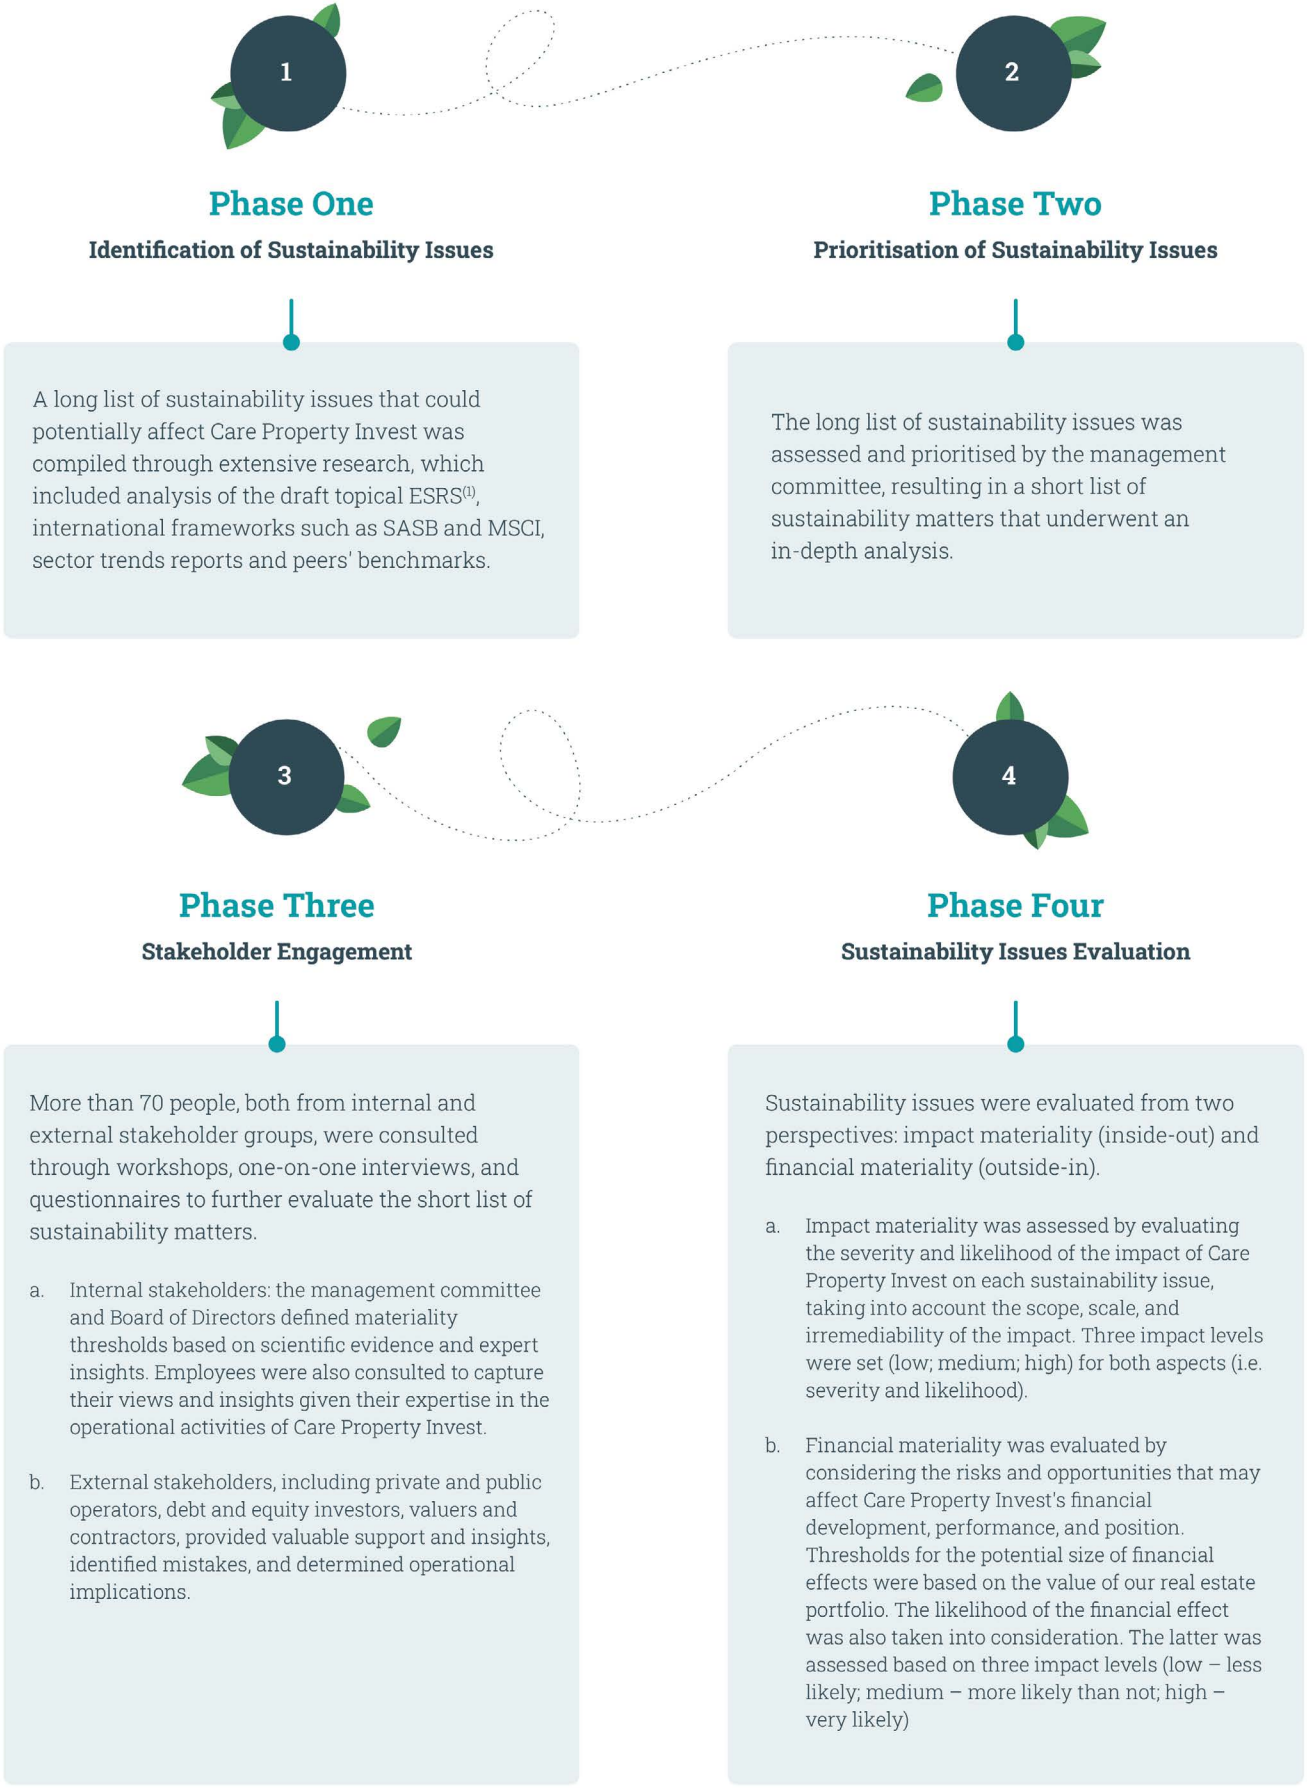 1
Phase One
Identification of Sustainability Issues
A long list of sustainability issues that could
potentially affect Care Property Invest was
compiled through extensive research, which
included analysis of the draft topical ESRS(1),
international frameworks such as SASB and MSCI,
sector trends reports and peers' benchmarks.
2
Phase Two
Prioritisation of Sustainability Issues
The long list of sustainability issues was
assessed and prioritised by the management
committee, resulting in a short list of
sustainability matters that underwent an
in-depth analysis.
3
Phase Three
Stakeholder Engagement
More than 70 people, both from internal and
external stakeholder groups, were consulted
through workshops, one-on-one interviews, and
questionnaires to further evaluate the short list of
sustainability matters.
a. Internal stakeholders: the management committee
and Board of Directors defined materiality
thresholds based on scientific evidence and expert
insights. Employees were also consulted to capture
their views and insights given their expertise in the
operational activities of Care Property Invest.
b. External stakeholders, including private and public
operators, debt and equity investors, valuers and
contractors, provided valuable support and insights,
identified mistakes, and determined operational
implications.
4
Phase Four
Sustainability Issues Evaluation
Sustainability issues were evaluated from two
perspectives: impact materiality (inside-out) and
financial materiality (outside-in).
a. Impact materiality was assessed by evaluating
the severity and likelihood of the impact of Care
Property Invest on each sustainability issue,
taking into account the scope, scale, and
irremediability of the impact. Three impact levels
were set (low; medium; high) for both aspects (i.e.
severity and likelihood).
b. Financial materiality was evaluated by
considering the risks and opportunities that may
affect Care Property Invest's financial
development, performance, and position.
Thresholds for the potential size of financial
effects were based on the value of our real estate
portfolio. The likelihood of the financial effect
was also taken into consideration. The latter was
assessed based on three impact levels (low – less
likely; medium – more likely than not; high –
very likely)